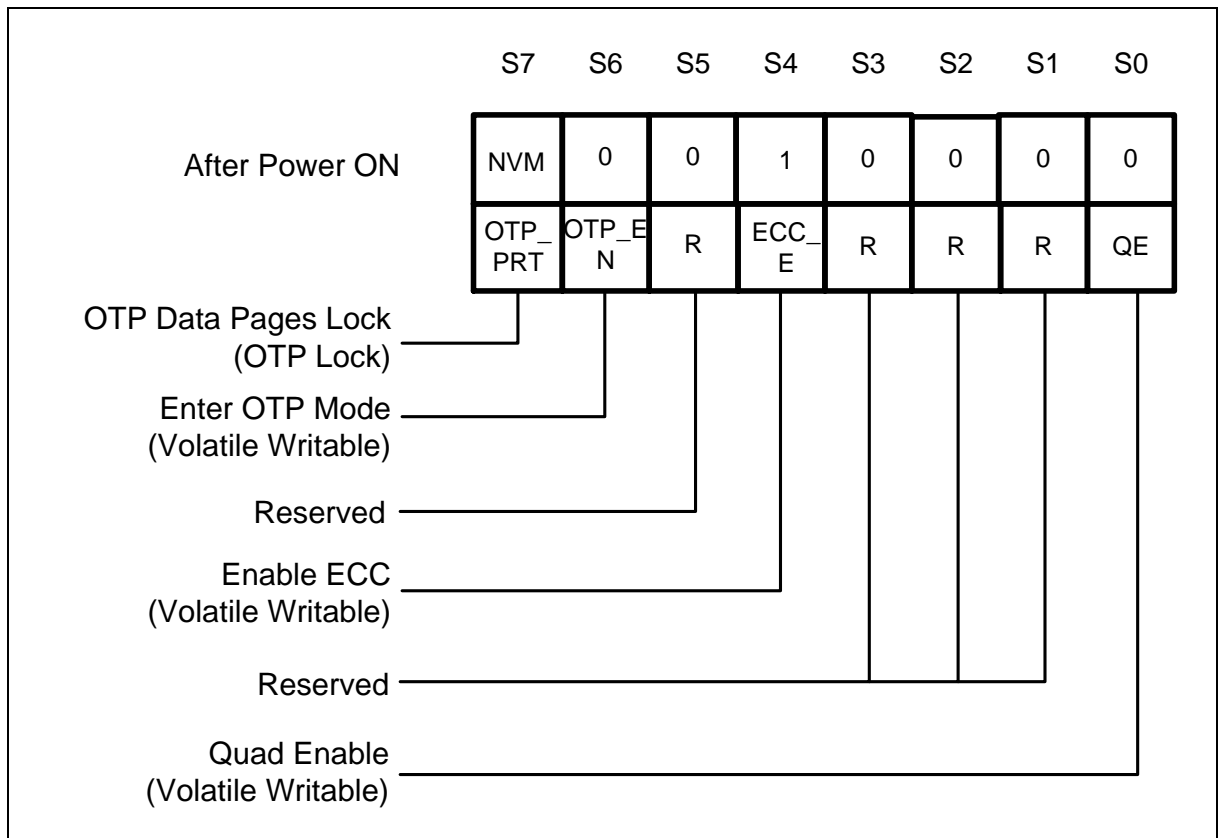 S7 S6 S5 S4 S3 S2 S1 S0
After Power ON NVM 0 0 1 0 0 0 0
OTP_ OTP_E R ECC_ R R R QE
PRT N E
OTP Data Pages Lock
(OTP Lock)
Enter OTP Mode
(Volatile Writable)
Reserved
Enable ECC
(Volatile Writable)
Reserved
Quad Enable
(Volatile Writable)